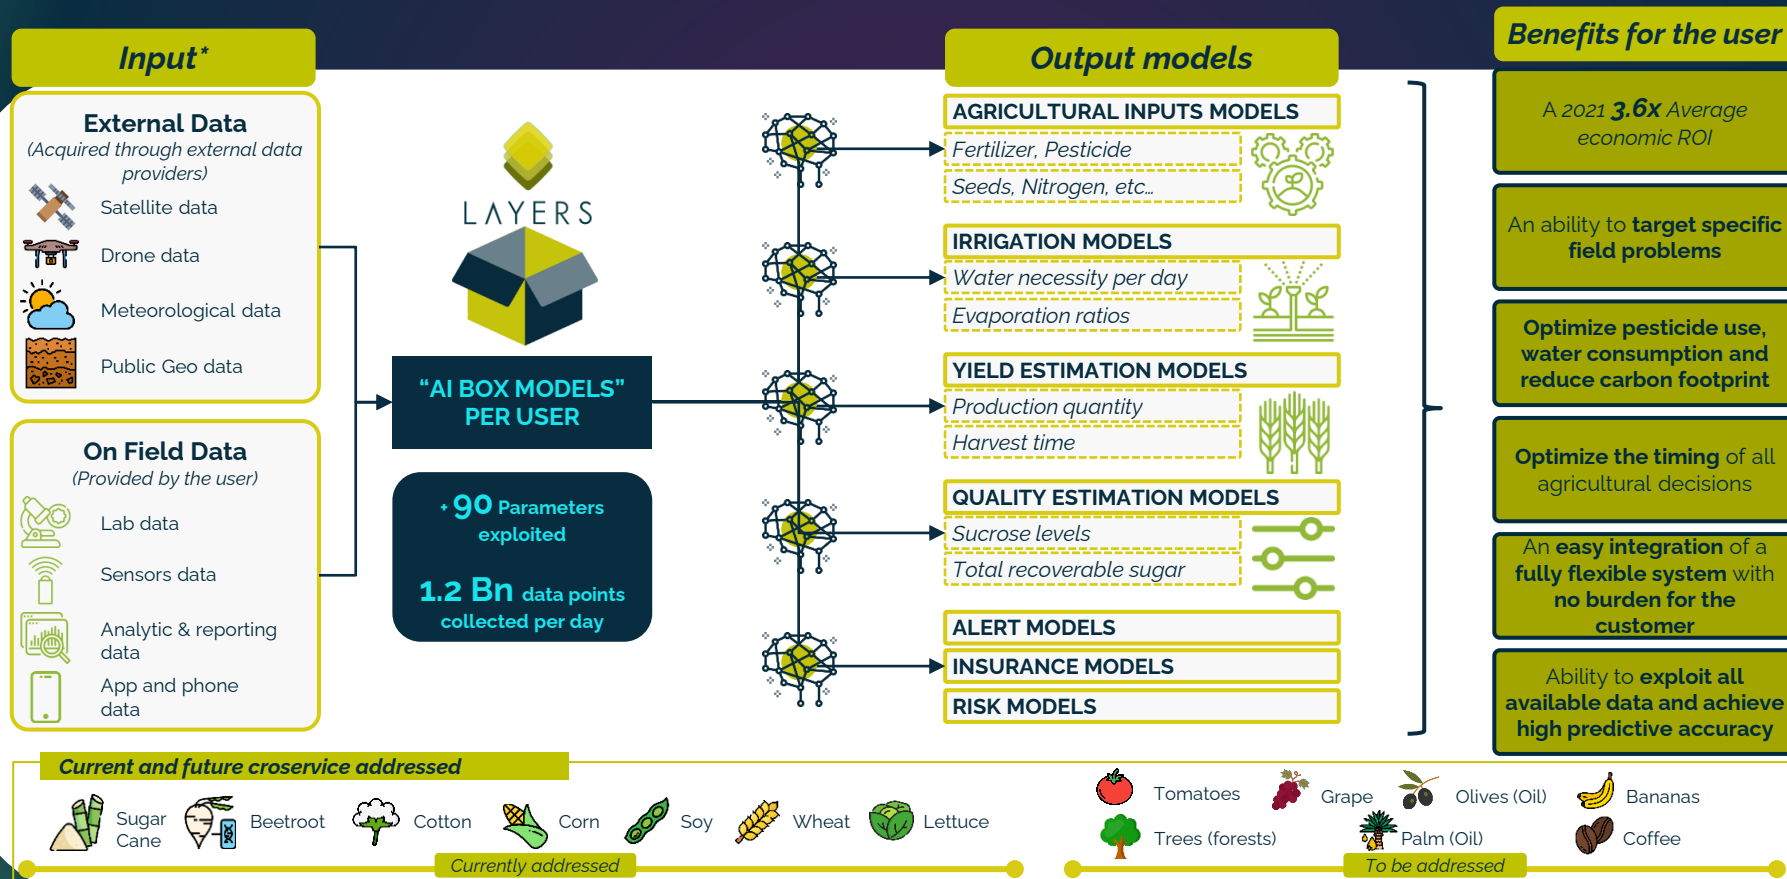 Input*
External Data
(Acquired through external data
providers)
Satellite data
Drone data
Meteorological data
Public Geo data
On Field Data
(Provided by the user)
Lab data
Sensors data
Analytic & reporting
data
App and phone
data
LAYERS
“AI BOX MODELS”
PER USER
+ 90 Parameters
exploited
1.2 Bn data points
collected per day
Output models
AGRICULTURAL INPUTS MODELS
Fertilizer, Pesticide
Seeds, Nitrogen, etc…
IRRIGATION MODELS
Water necessity per day
Evaporation ratios
YIELD ESTIMATION MODELS
Production quantity
Harvest time
QUALITY ESTIMATION MODELS
Sucrose levels
Total recoverable sugar
ALERT MODELS
INSURANCE MODELS
RISK MODELS
Benefits for the user
A 2021 3.6x Average
economic ROI
An ability to target specific
field problems
Optimize pesticide use,
water consumption and
reduce carbon footprint
Optimize the timing of all
agricultural decisions
An easy integration of a
fully flexible system with
no burden for the
customer
Ability to exploit all
available data and achieve
high predictive accuracy
Current and future croservice addressed
Sugar
Cane
Beetroot
Cotton
Corn
Soy
Wheat
Lettuce
Currently addressed
Tomatoes
Grape
Olives (Oil)
Bananas
Trees (forests)
Palm (Oil)
Coffee
To be addressed